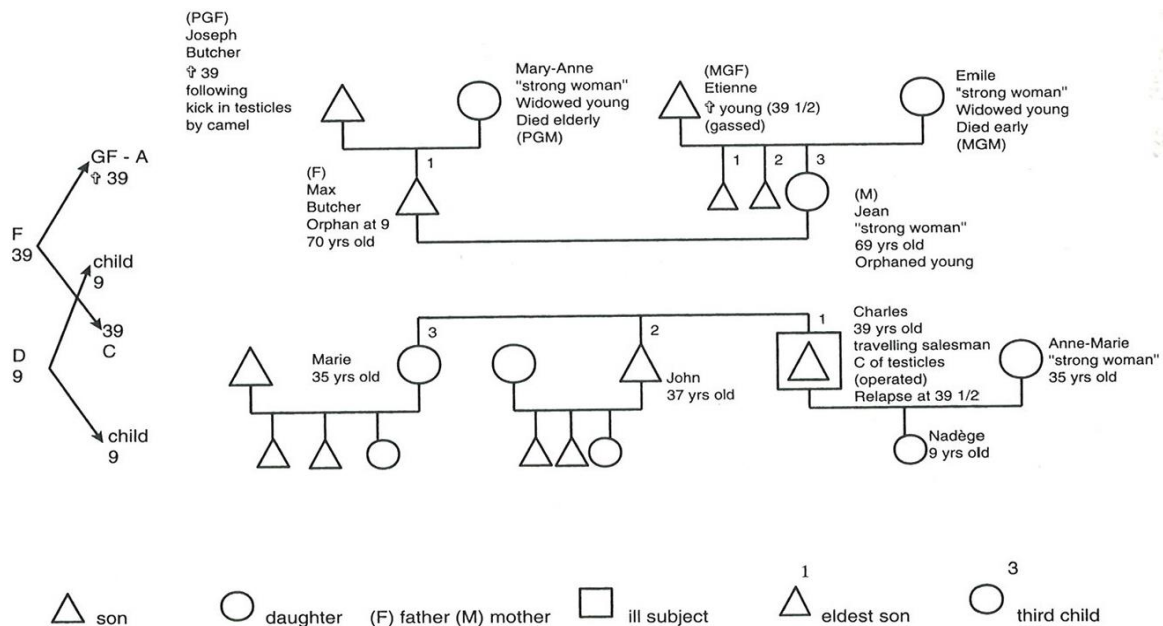 (PGF)
Joseph
Butcher
✞ 39
following
kick in testicles
by camel
Mary-Anne
"strong woman"
Widowed young
Died elderly
(PGM)
(MGF)
Etienne
✞ young (39 1/2)
(gassed)
Emile
"strong woman"
Widowed young
Died early
(MGM)
1
1
2
3
(F)
Max
Butcher
Orphan at 9
70 yrs old
(M)
Jean
"strong woman"
69 yrs old
Orphaned young
GF - A
✞ 39
F
39
child
9
39
C
D
9
child
9
3
2
1
Marie
35 yrs old
John
37 yrs old
Charles
39 yrs old
travelling salesman
C of testicles
(operated)
Relapse at 39 1/2
Anne-Marie
"strong woman"
35 yrs old
Nadège
9 yrs old
son
daughter
(F) father (M) mother
ill subject
1
eldest son
3
third child